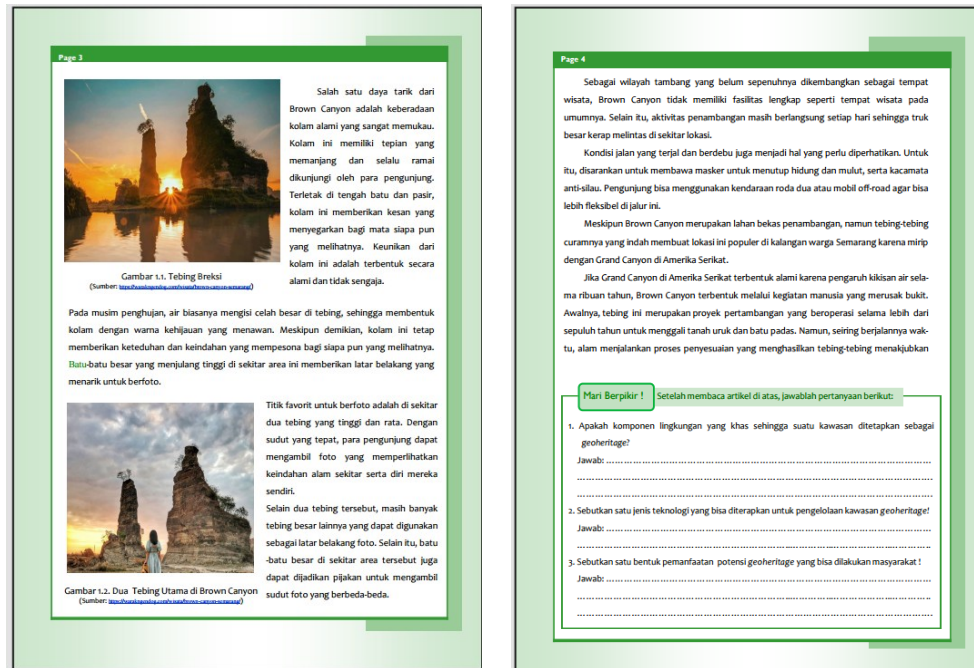 Page 3
Salah satu daya tarik dari
Brown Canyon adalah keberadaan
kolam alami yang sangat memukau.
Kolam ini memiliki tepian yang
memanjang dan selalu ramai
dikunjungi oleh para pengunjung.
Terletak di tengah batu dan pasir,
kolam ini memberikan kesan yang
menyegarkan bagi mata siapa pun
yang melihatnya. Keunikan dari
kolam ini adalah terbentuk secara
alami dan tidak sengaja.
Gambar 1.1. Tebing Breksi
(Sumber: https://watukingendog.com/wisata/brown-canyon-semarang/)
Pada musim penghujan, air biasanya mengisi celah besar di tebing, sehingga membentuk
kolam dengan warna kehijauan yang menawan. Meskipun demikian, kolam ini tetap
memberikan keteduhan dan keindahan yang mempesona bagi siapa pun yang melihatnya.
Batu-batu besar yang menjulang tinggi di sekitar area ini memberikan latar belakang yang
menarik untuk berfoto.
Titik favorit untuk berfoto adalah di sekitar
dua tebing yang tinggi dan rata. Dengan
sudut yang tepat, para pengunjung dapat
mengambil foto yang memperlihatkan
keindahan alam sekitar serta diri mereka
sendiri.
Selain dua tebing tersebut, masih banyak
tebing besar lainnya yang dapat digunakan
sebagai latar belakang foto. Selain itu, batu
-batu besar di sekitar area tersebut juga
dapat dijadikan pijakan untuk mengambil
sudut foto yang berbeda-beda.
Gambar 1.2. Dua Tebing Utama di Brown Canyon
(Sumber:
Page 4
Sebagai wilayah tambang yang belum sepenuhnya dikembangkan sebagai tempat
wisata, Brown Canyon tidak memiliki fasilitas lengkap seperti tempat wisata pada
umumnya. Selain itu, aktivitas penambangan masih berlangsung setiap hari sehingga truk
besar kerap melintas di sekitar lokasi.
Kondisi jalan yang terjal dan berdebu juga menjadi hal yang perlu diperhatikan. Untuk
itu, disarankan untuk membawa masker untuk menutup hidung dan mulut, serta kacamata
anti-silau. Pengunjung bisa menggunakan kendaraan roda dua atau mobil off-road agar bisa
lebih fleksibel di jalur ini.
Meskipun Brown Canyon merupakan lahan bekas penambangan, namun tebing-tebing
curamnya yang indah membuat lokasi ini populer di kalangan warga Semarang karena mirip
dengan Grand Canyon di Amerika Serikat.
Jika Grand Canyon di Amerika Serikat terbentuk alami karena pengaruh kikisan air sela-
ma ribuan tahun, Brown Canyon terbentuk melalui kegiatan manusia yang merusak bukit.
Awalnya, tebing ini merupakan proyek pertambangan yang beroperasi selama lebih dari
sepuluh tahun untuk menggali tanah uruk dan batu padas. Namun, seiring berjalannya wak-
tu, alam menjalankan proses penyesuaian yang menghasilkan tebing-tebing menakjubkan
Mari Berpikir ! Setelah membaca artikel di atas, jawablah pertanyaan berikut:
1. Apakah komponen lingkungan yang khas sehingga suatu kawasan ditetapkan sebagai
geoheritage?
Jawab:
2. Sebutkan satu jenis teknologi yang bisa diterapkan untuk pengelolaan kawasan geoheritage!
Jawab:
3. Sebutkan satu bentuk pemanfaatan potensi geoheritage yang bisa dilakukan masyarakat !
Jawab: